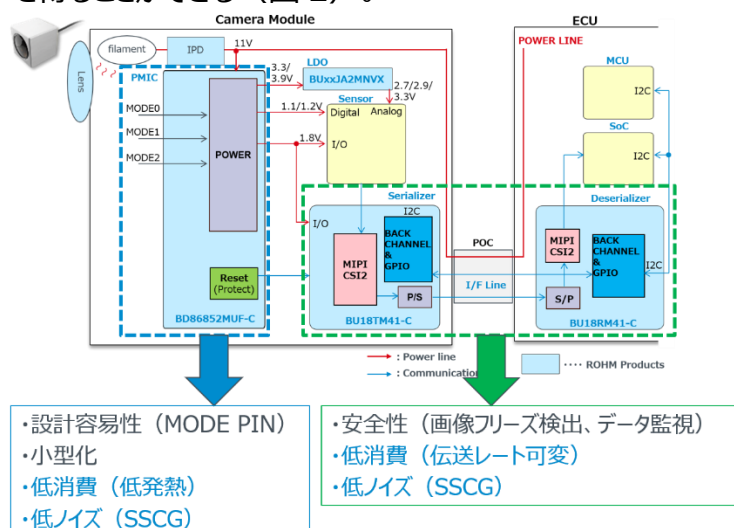 Camera Module
ECU
filament
IPD
11V
POWER LINE
Lens
PMIC
3.3/
3.9V
LDO
BUxxJA2MNVX
2.7/2.9/
3.3V
MCU
I2C
MODE0
MODE1
MODE2
POWER
1.1/1.2V
Sensor
Digital
Analog
1.8V
I/O
SoC
I2C
Serializer
Deserializer
I/O
I2C
BACK
CHANNEL
&
GPIO
MIPI
CSI2
P/S
BU18TM41-C
POC
I/F Line
MIPI
CSI2
BACK
CHANNEL
&
GPIO
I2C
S/P
BU18RM41-C
Reset
(Protect)
BD86852MUF-C
: Power line
: Communication
‥‥ ROHM Products
・設計容易性（MODE PIN）
・小型化
・低消費（低発熱）
・低ノイズ（SSCG）
・安全性（画像フリーズ検出、データ監視）
・低消費（伝送レート可変）
・低ノイズ（SSCG）